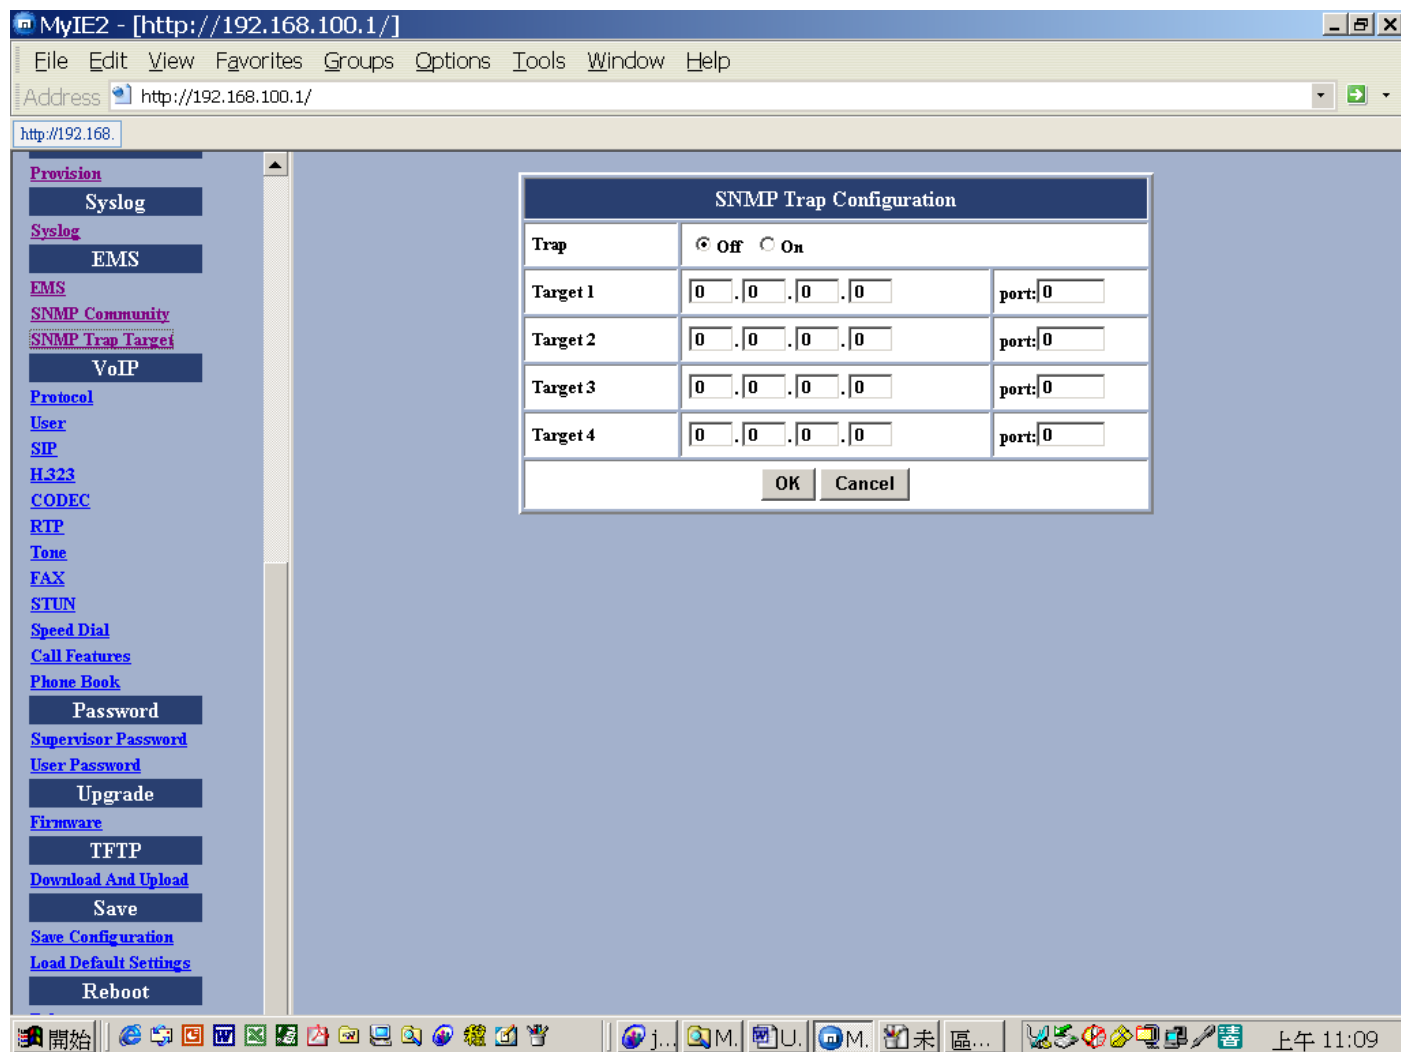 MyIE2 - [http://192.168.100.1/]
File Edit View Favorites Groups Options Tools Window Help
Address http://192.168.100.1/
http://192.168.
Provision
Syslog
Syslog
EMS
EMS
SNMP Community
SNMP Trap Target
VoIP
Protocol
User
SIP
H.323
CODEC
RTP
Tone
FAX
STUN
Speed Dial
Call Features
Phone Book
Password
Supervisor Password
User Password
Upgrade
Firmware
TFTP
Download And Upload
Save
Save Configuration
Load Default Settings
Reboot
SNMP Trap Configuration
Trap Off On
Target 1 0 . 0 . 0 . 0 port: 0
Target 2 0 . 0 . 0 . 0 port: 0
Target 3 0 . 0 . 0 . 0 port: 0
Target 4 0 . 0 . 0 . 0 port: 0
OK Cancel
開始 j... M. U. M. 未 區... 上午 11:09